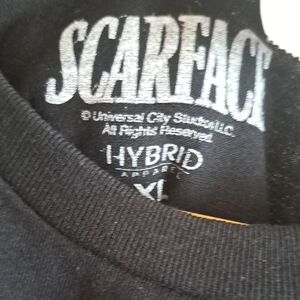 SCARFACE
© Universal City Studios LLC.
All Rights Reserved.
HYBRID
APPAREL
XL